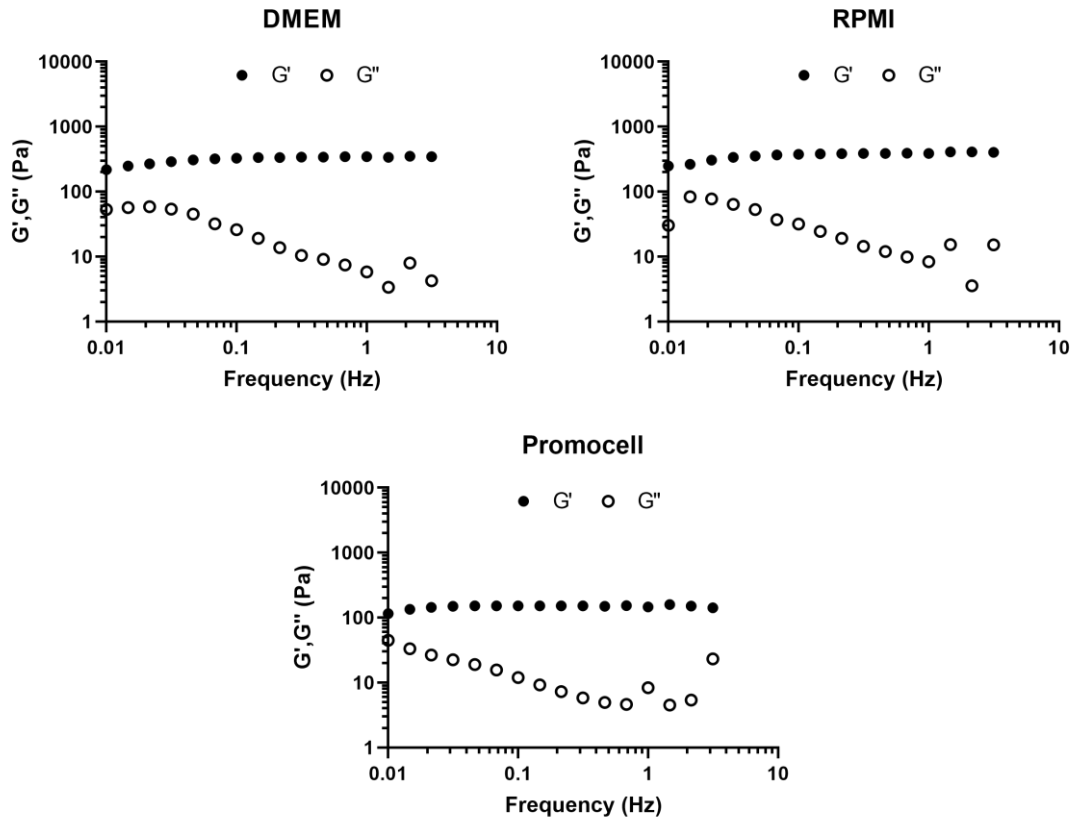 DMEM
G' G"
10000
1000
100
10
1
G',G" (Pa)
0.01 0.1 1 10
Frequency (Hz)
RPMI
G' G"
10000
1000
100
10
1
G',G" (Pa)
0.01 0.1 1 10
Frequency (Hz)
Promocell
G' G"
10000
1000
100
10
1
G',G" (Pa)
0.01 0.1 1 10
Frequency (Hz)